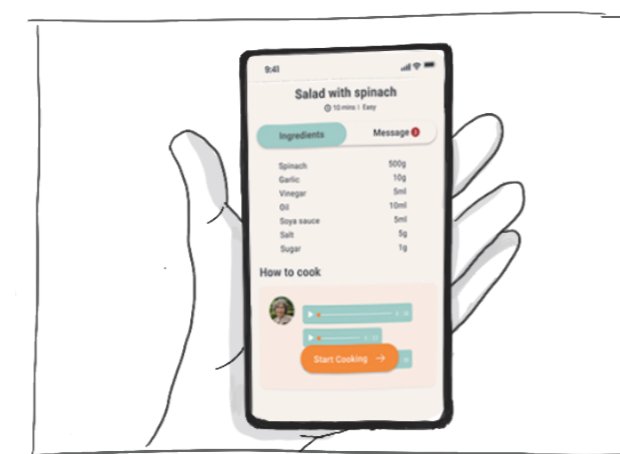 9:41
Salad with spinach
10 mins | Easy
Ingredients Message
Spinach 500g
Garlic 10g
Vinegar 5ml
Oil 10ml
Soya sauce 5ml
Salt 5g
Sugar 1g
How to cook
Start Cooking →